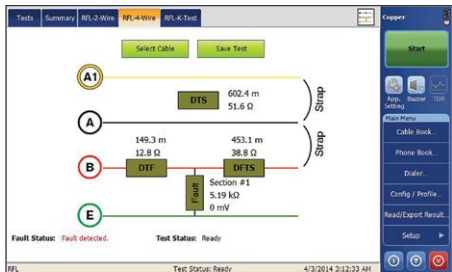 Tests Summary RFL-2-Wire RFL-4-Wire RFL-K-Test
Copper
Select Cable Save Test
Start
A1
DTS
602.4 m
51.6 Ω
Strap
App. Setting Buzzer TDR
A
Main Menu
Cable Book...
Strap
149.3 m
12.8 Ω
453.1 m
38.8 Ω
Phone Book...
B
DTF
DFTS
Dialer...
Fault
Section #1
5.19 kΩ
0 mV
Config / Profile...
E
Read/Export Result...
Fault Status: Fault detected. Test Status: Ready
Setup
RFL Test Status: Ready 4/3/2014 3:12:33 AM